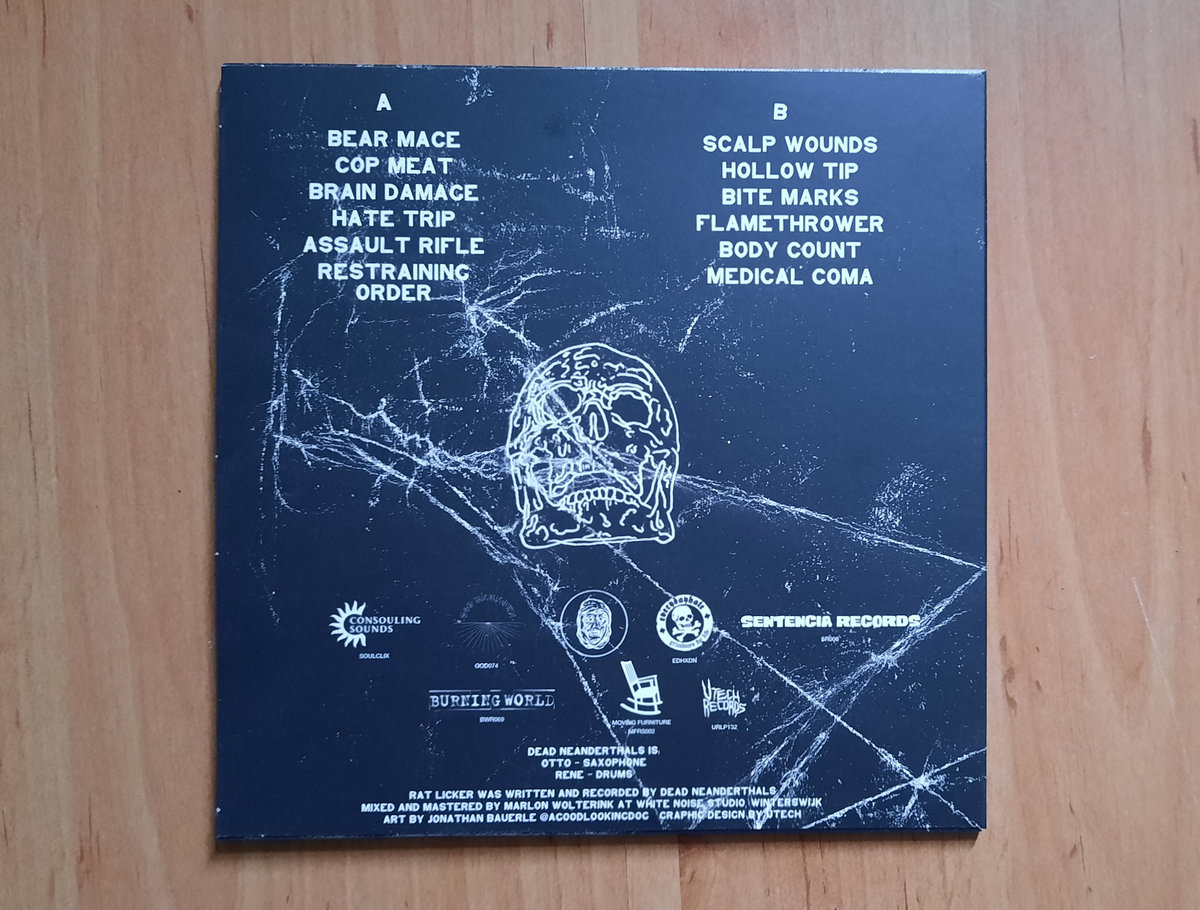 A
BEAR MACE
COP MEAT
BRAIN DAMAGE
HATE TRIP
ASSAULT RIFLE
RESTRAINING
ORDER
B
SCALP WOUNDS
HOLLOW TIP
BITE MARKS
FLAMETHROWER
BODY COUNT
MEDICAL COMA
CONSOULING
SOUNDS
SOULCLIX
GOD074
EDHXDN
SENTENCIA RECORDS
SR006
BURNING WORLD
BWR069
MOVING FURNITURE
MFRS002
UTECH
RECORDS
URLP132
DEAD NEANDERTHALS IS:
OTTO - SAXOPHONE
RENE - DRUMS
RAT LICKER WAS WRITTEN AND RECORDED BY DEAD NEANDERTHALS
MIXED AND MASTERED BY MARLON WOLTERINK AT WHITE NOISE STUDIO, WINTERSWIJK
ART BY JONATHAN BAUERLE @AGOODLOOKINGDOG GRAPHIC DESIGN BY UTECH